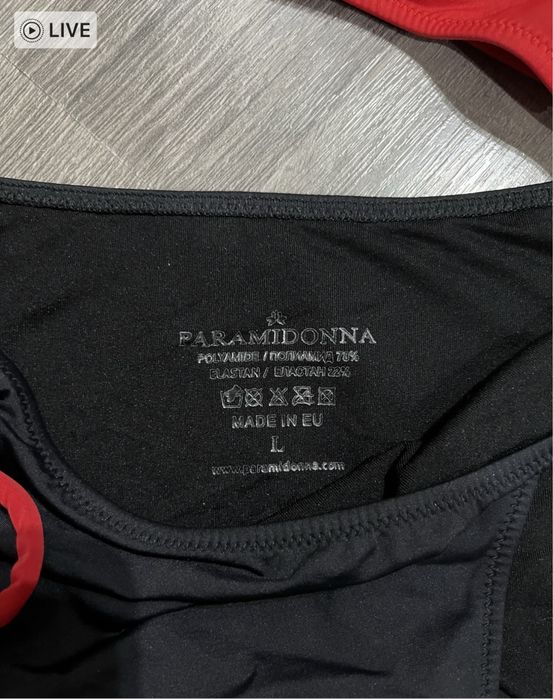 LIVE
PARAMIDONNA
POLYAMIDE / ПОЛИАМИД 78%
ELASTAN / ЕЛАСТАН 22%
MADE IN EU
L
www.paramidonna.com